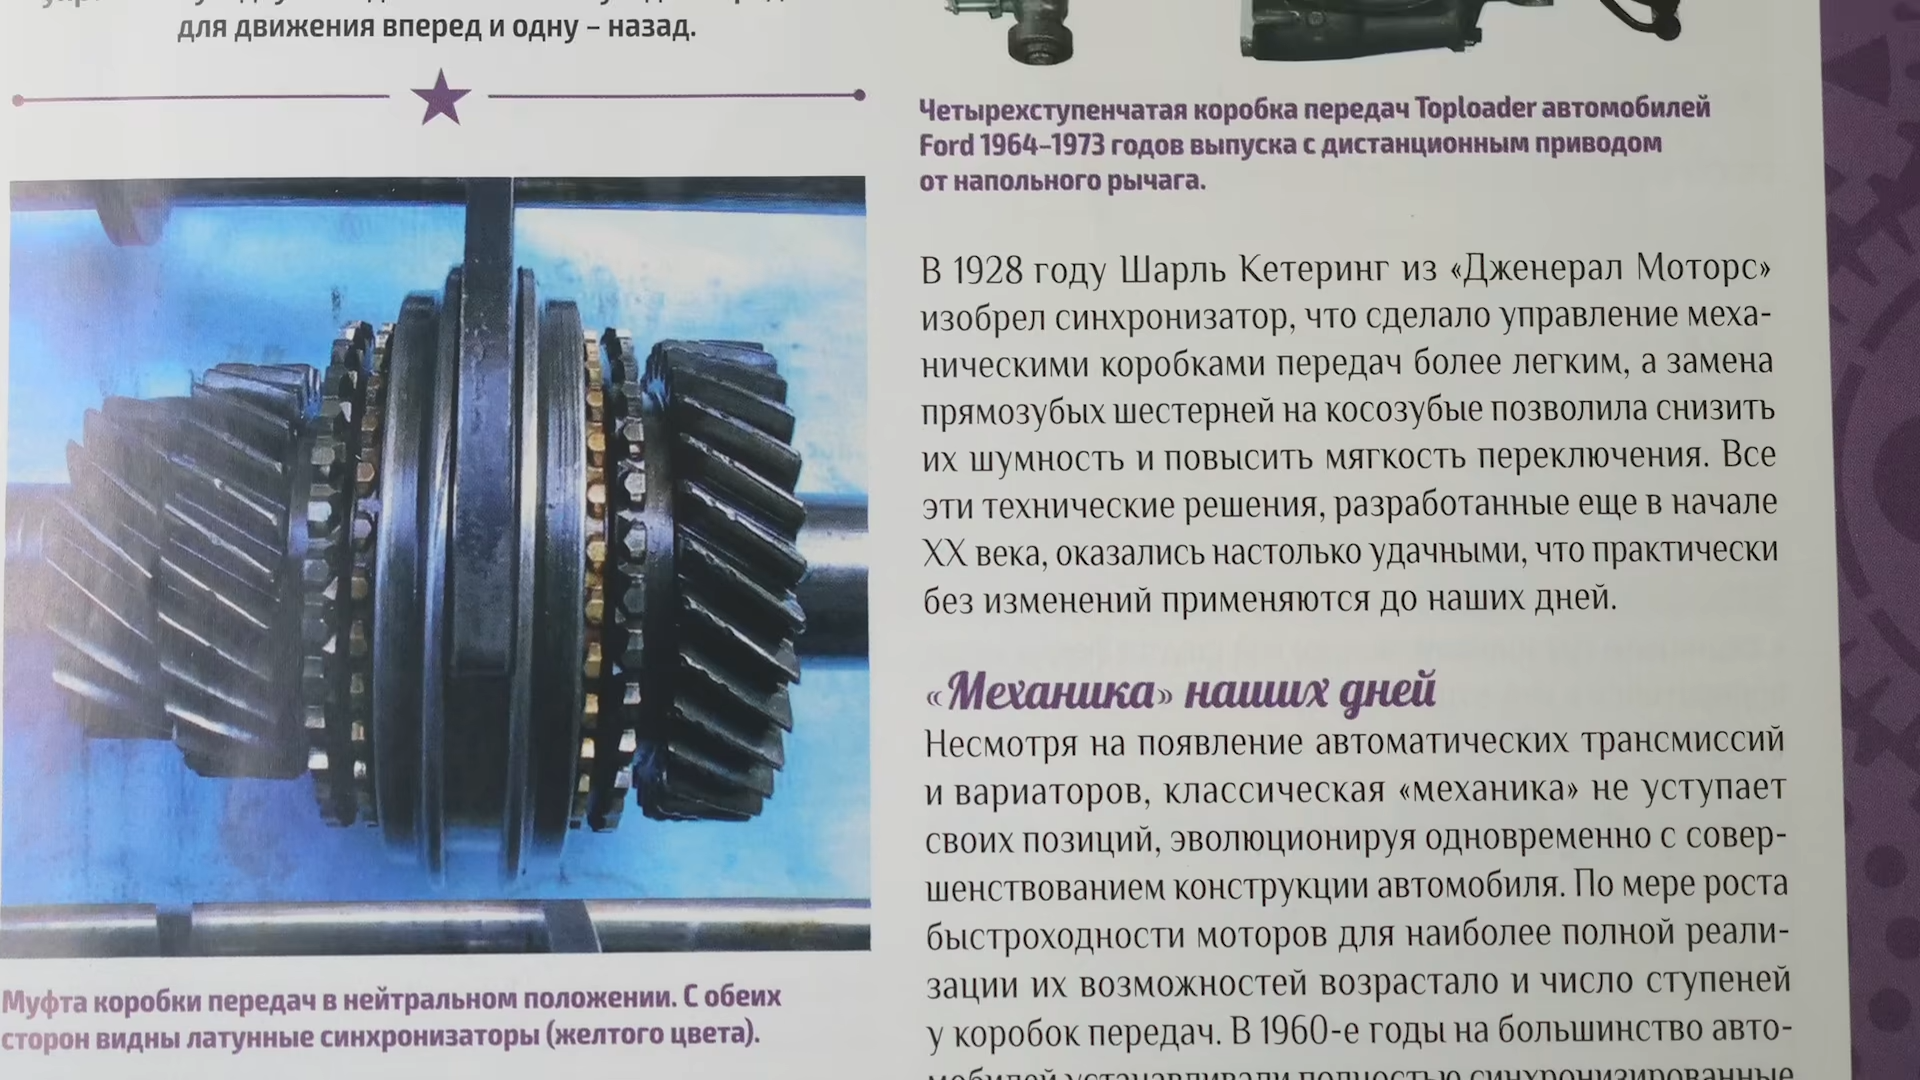 для движения вперед и одну – назад.
Муфта коробки передач в нейтральном положении. С обеих
сторон видны латунные синхронизаторы (желтого цвета).
Четырехступенчатая коробка передач Toploader автомобилей
Ford 1964–1973 годов выпуска с дистанционным приводом
от напольного рычага.
В 1928 году Шарль Кетеринг из «Дженерал Моторс»
изобрел синхронизатор, что сделало управление меха-
ническими коробками передач более легким, а замена
прямозубых шестерней на косозубые позволила снизить
их шумность и повысить мягкость переключения. Все
эти технические решения, разработанные еще в начале
XX века, оказались настолько удачными, что практически
без изменений применяются до наших дней.
«Механика» наших дней
Несмотря на появление автоматических трансмиссий
и вариаторов, классическая «механика» не уступает
своих позиций, эволюционируя одновременно с совер-
шенствованием конструкции автомобиля. По мере роста
быстроходности моторов для наиболее полной реали-
зации их возможностей возрастало и число ступеней
у коробок передач. В 1960-е годы на большинство авто-
мобилей устанавливали полностью синхронизированные